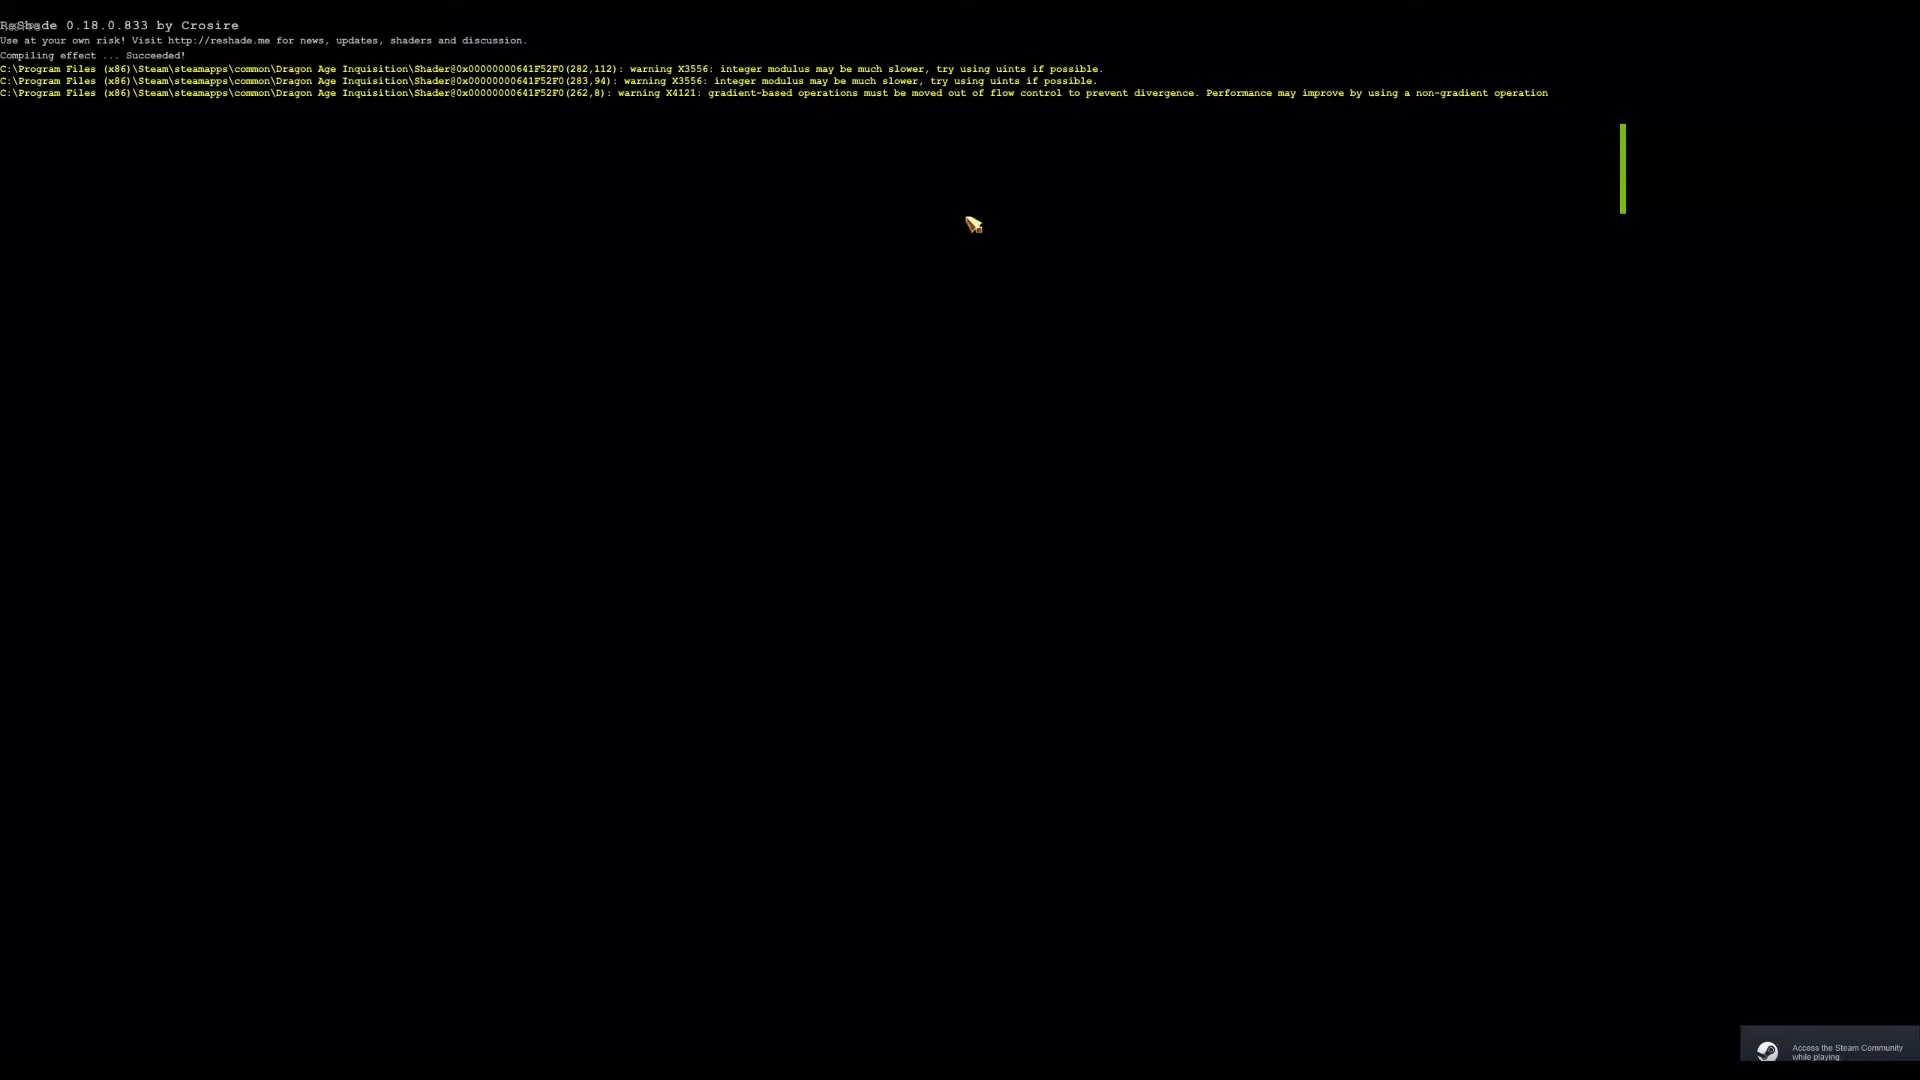 ReShade 0.18.0.833 by Crosire
Use at your own risk! Visit http://reshade.me for news, updates, shaders and discussion.
Compiling effect ... Succeeded!
C:\Program Files (x86)\Steam\steamapps\common\Dragon Age Inquisition\Shader@0x00000000641F52F0(282,112): warning X3556: integer modulus may be much slower, try using uints if possible.
C:\Program Files (x86)\Steam\steamapps\common\Dragon Age Inquisition\Shader@0x00000000641F52F0(283,94): warning X3556: integer modulus may be much slower, try using uints if possible.
C:\Program Files (x86)\Steam\steamapps\common\Dragon Age Inquisition\Shader@0x00000000641F52F0(262,8): warning X4121: gradient-based operations must be moved out of flow control to prevent divergence. Performance may improve by using a non-gradient operation
Access the Steam Community
while playing.